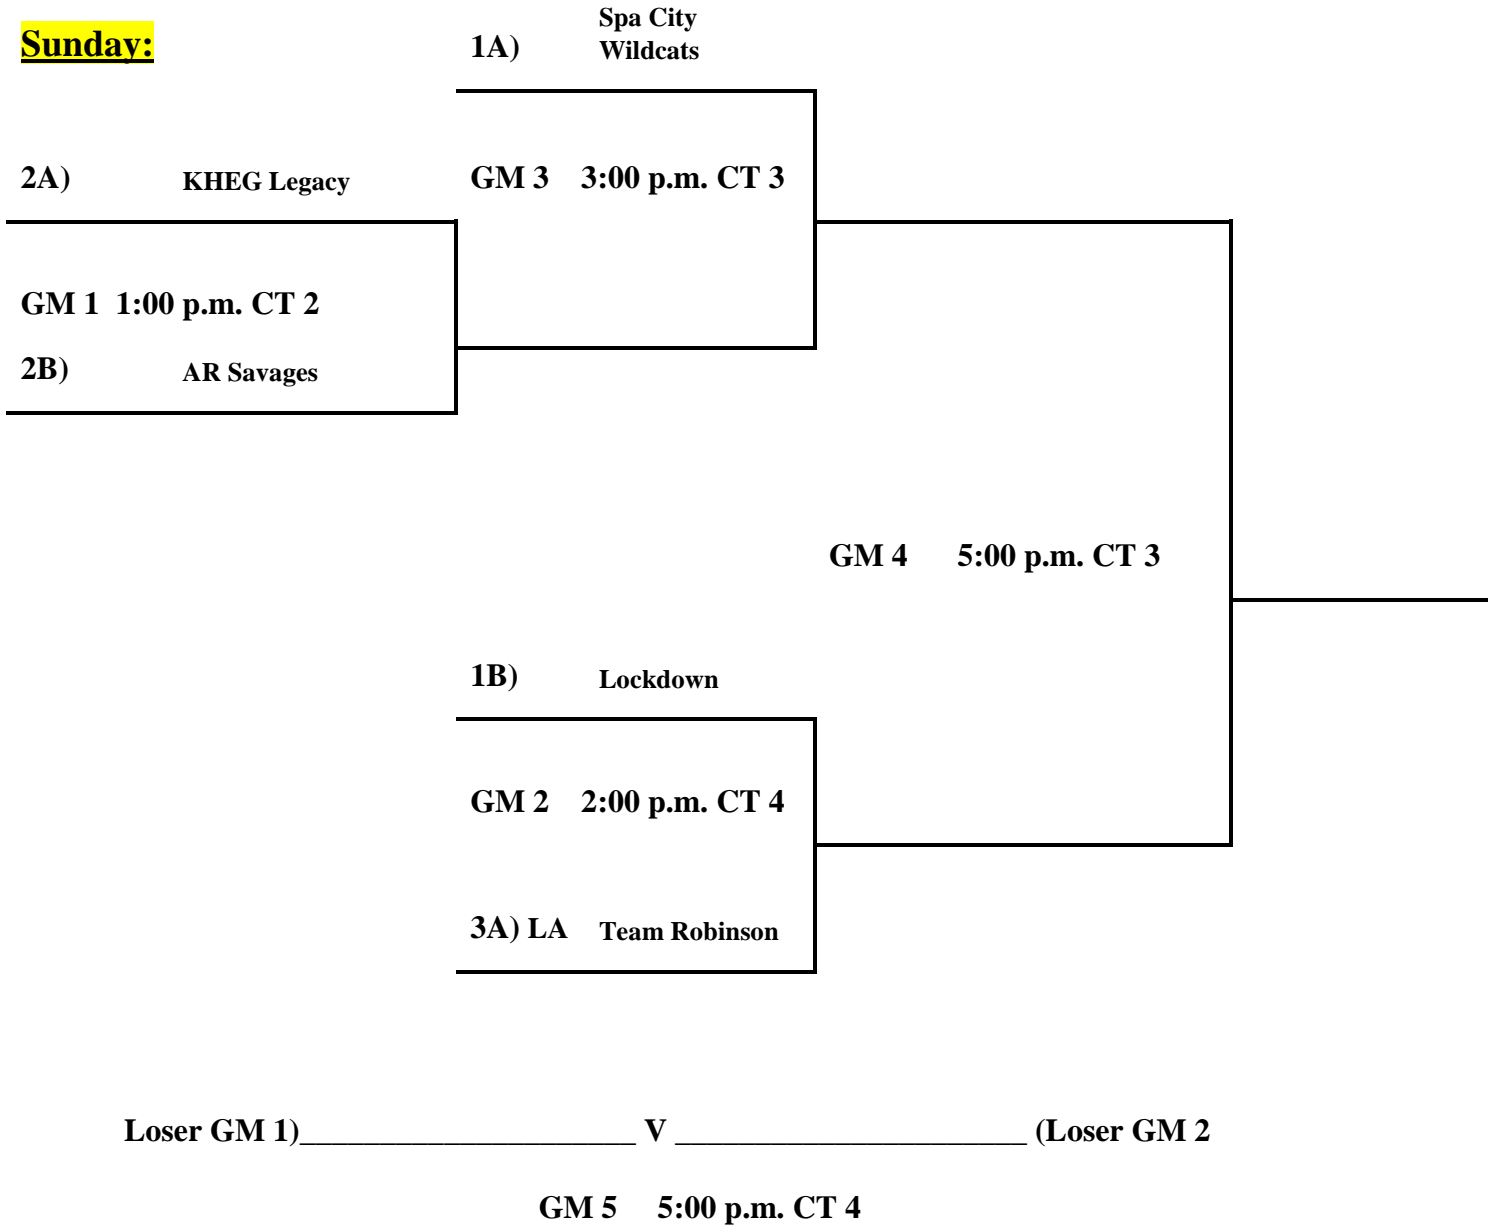 Sunday:
1A) Spa City
Wildcats
2A) KHEG Legacy
GM 3 3:00 p.m. CT 3
GM 1 1:00 p.m. CT 2
2B) AR Savages
GM 4 5:00 p.m. CT 3
1B) Lockdown
GM 2 2:00 p.m. CT 4
3A) LA Team Robinson
Loser GM 1)_____________________ V ______________________ (Loser GM 2
GM 5 5:00 p.m. CT 4